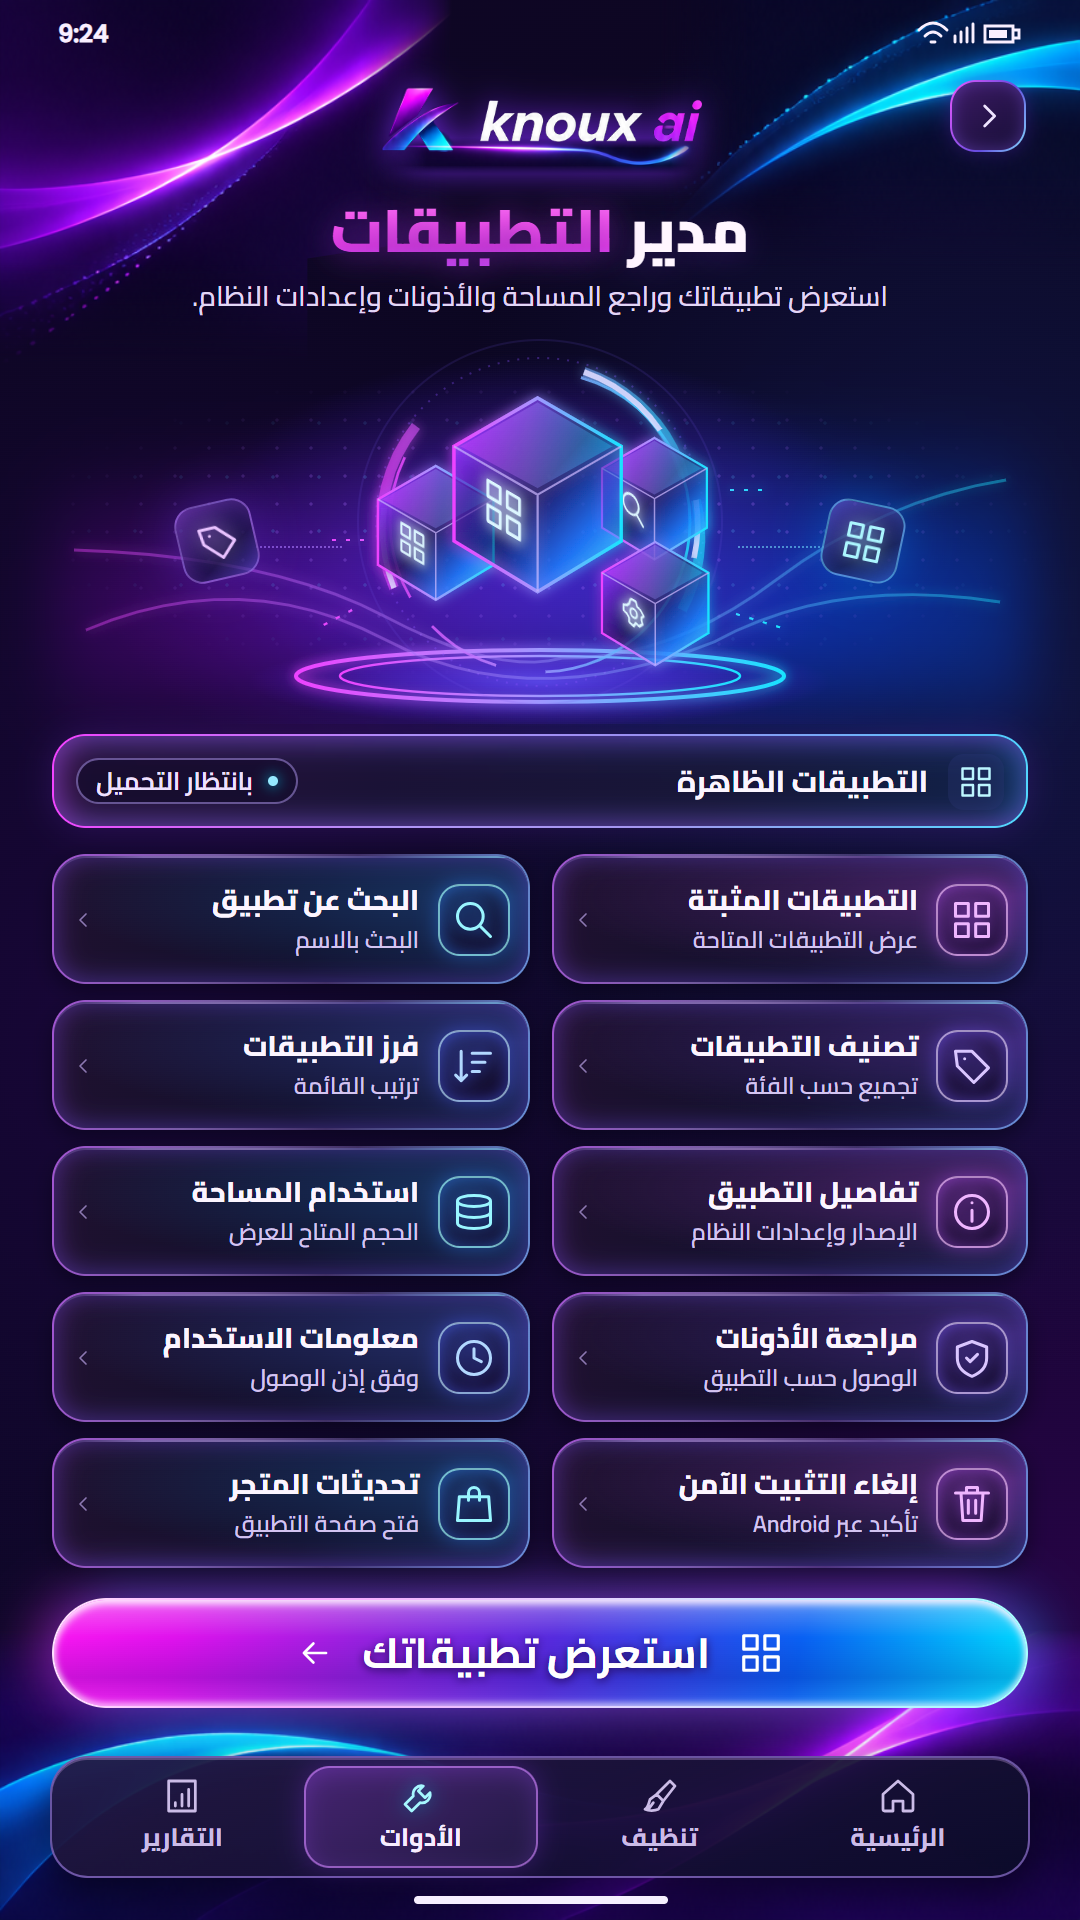 9:24
knoux ai
مدير التطبيقات
استعرض تطبيقاتك وراجع المساحة والأذونات وإعدادات النظام.
التطبيقات الظاهرة
بانتظار التحميل
التطبيقات المثبتة
عرض التطبيقات المتاحة
البحث عن تطبيق
البحث بالاسم
تصنيف التطبيقات
تجميع حسب الفئة
فرز التطبيقات
ترتيب القائمة
تفاصيل التطبيق
الإصدار وإعدادات النظام
استخدام المساحة
الحجم المتاح للعرض
مراجعة الأذونات
الوصول حسب التطبيق
معلومات الاستخدام
وفق إذن الوصول
إلغاء التثبيت الآمن
تأكيد عبر Android
تحديثات المتجر
فتح صفحة التطبيق
استعرض تطبيقاتك
الرئيسية
تنظيف
الأدوات
التقارير